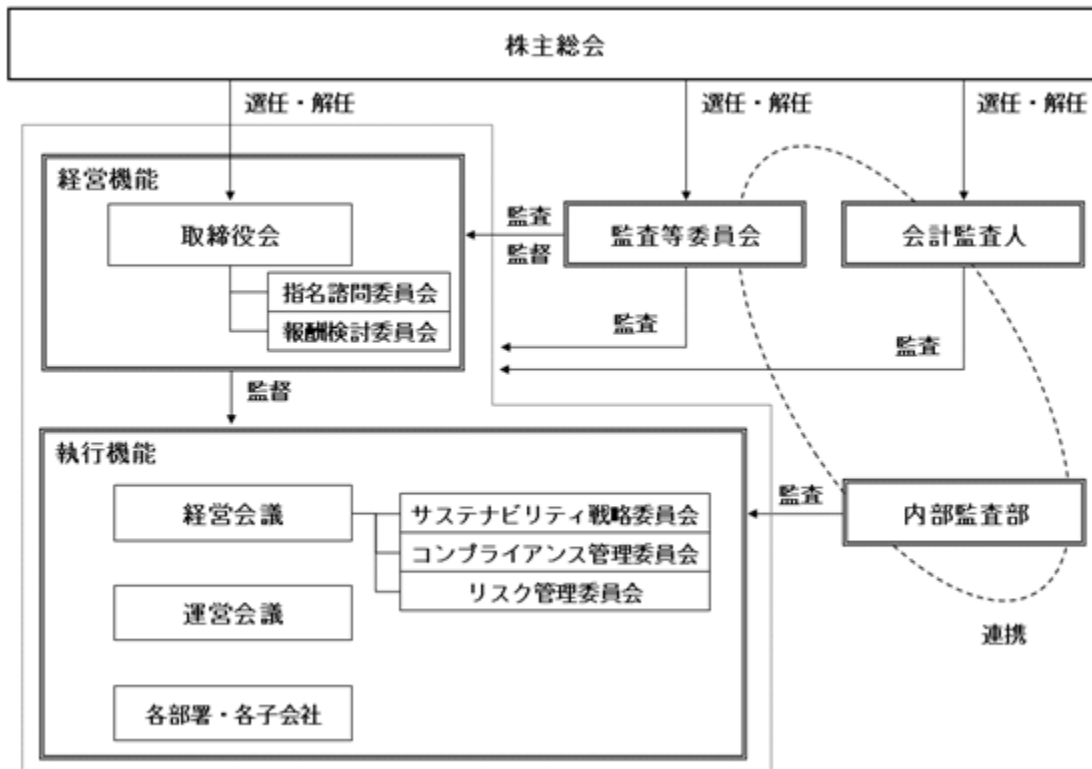 株主総会
選任・解任
選任・解任
選任・解任
経営機能
取締役会
指名諮問委員会
報酬検討委員会
監査
監督
監査等委員会
会計監査人
監査
監査
監督
執行機能
経営会議
サステナビリティ戦略委員会
コンプライアンス管理委員会
リスク管理委員会
運営会議
各部署・各子会社
監査
内部監査部
連携